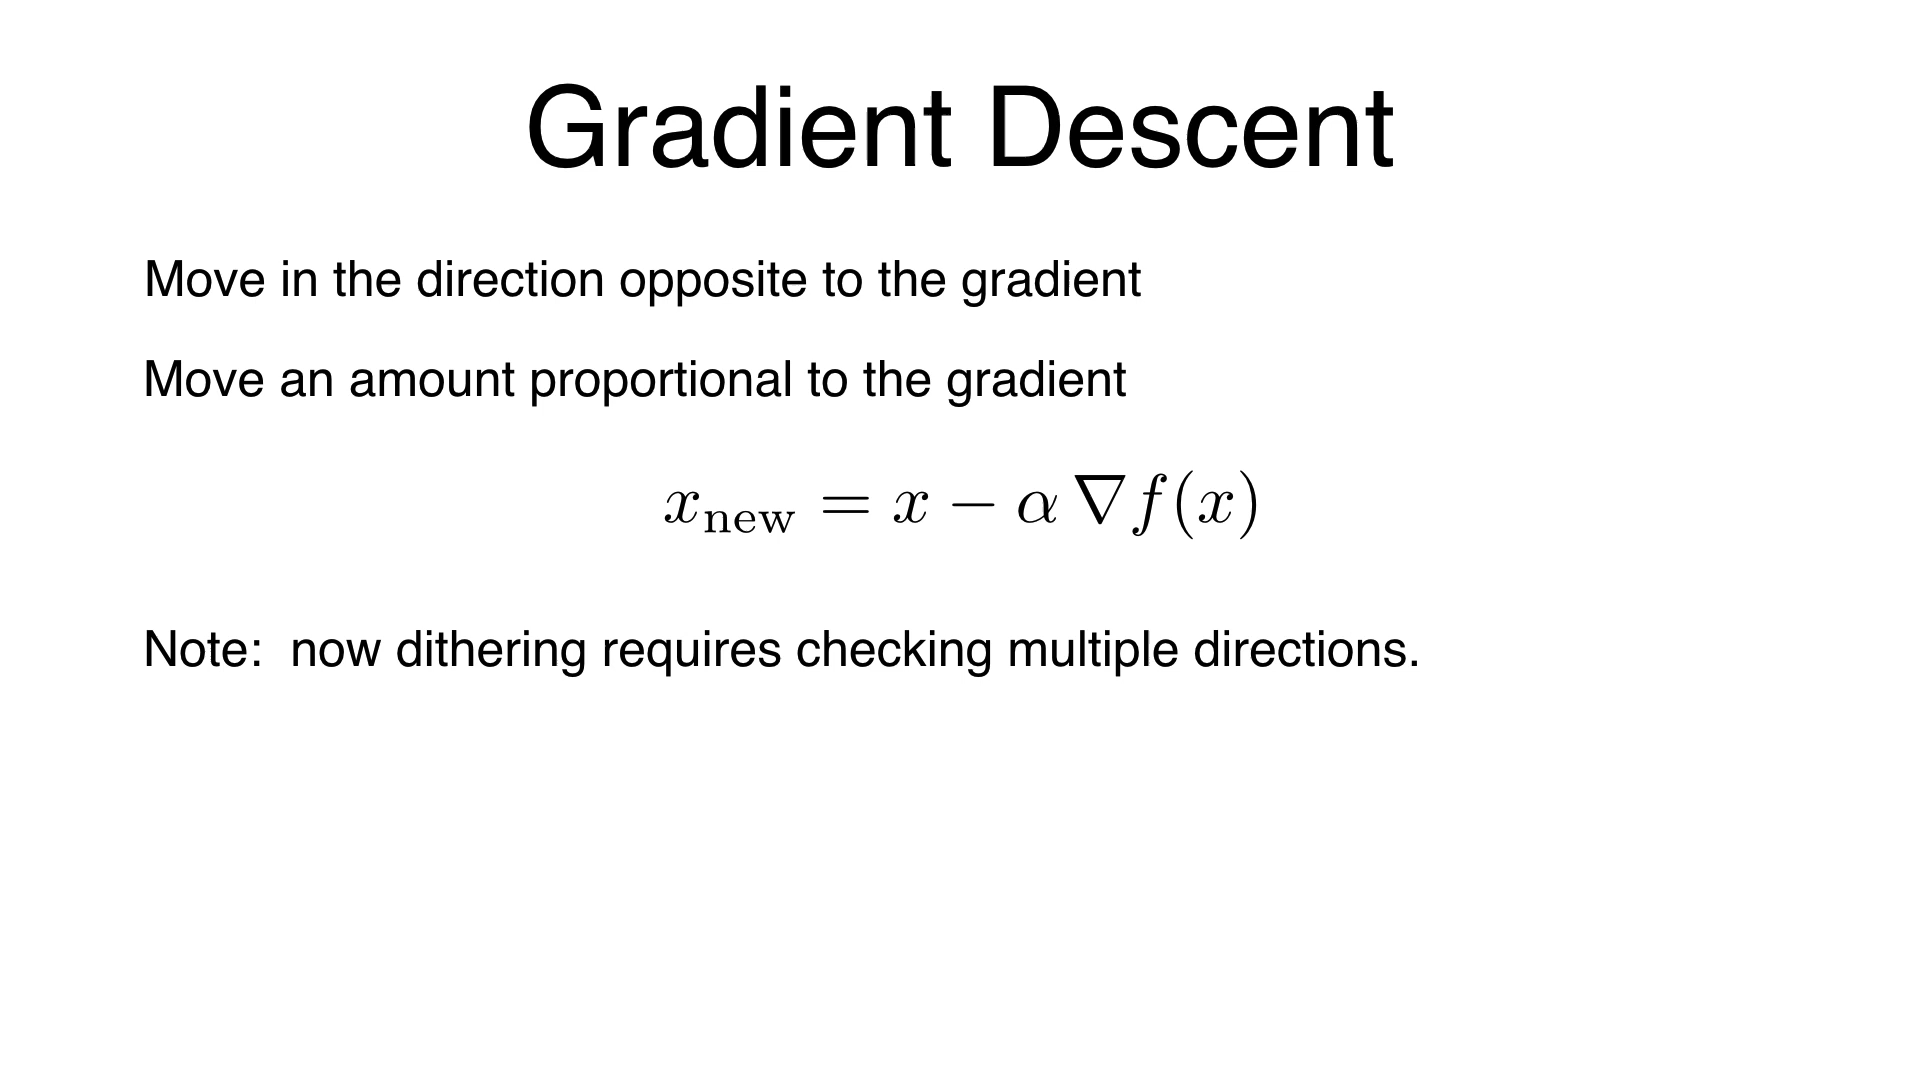 Gradient Descent
Move in the direction opposite to the gradient
Move an amount proportional to the gradient
x_new = x − α ∇f(x)
Note:  now dithering requires checking multiple directions.